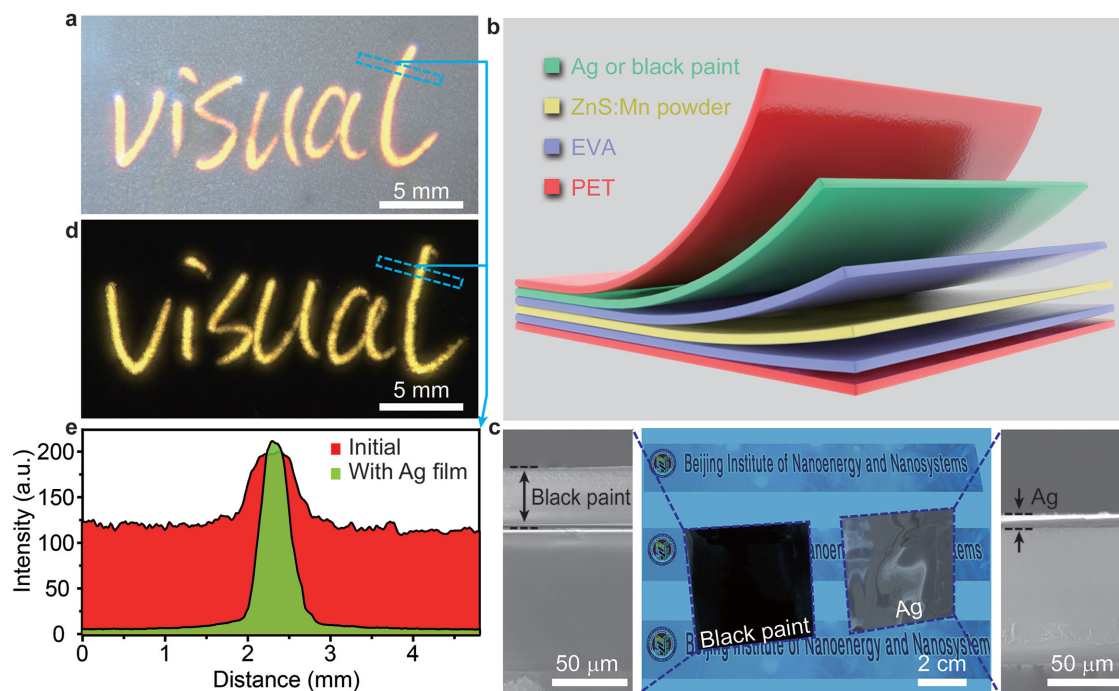 a
visual
5 mm
b
Ag or black paint
ZnS:Mn powder
EVA
PET
d
visual
5 mm
e
Intensity (a.u.)
200
150
100
50
0
Initial
With Ag film
0 1 2 3 4
Distance (mm)
c
Black paint
50 μm
Beijing Institute of Nanoenergy and Nanosystems
Nanoenergy and Nanosystems
Beijing Institute of Nanoenergy and Nanosystems
Black paint
Ag
2 cm
Ag
50 μm